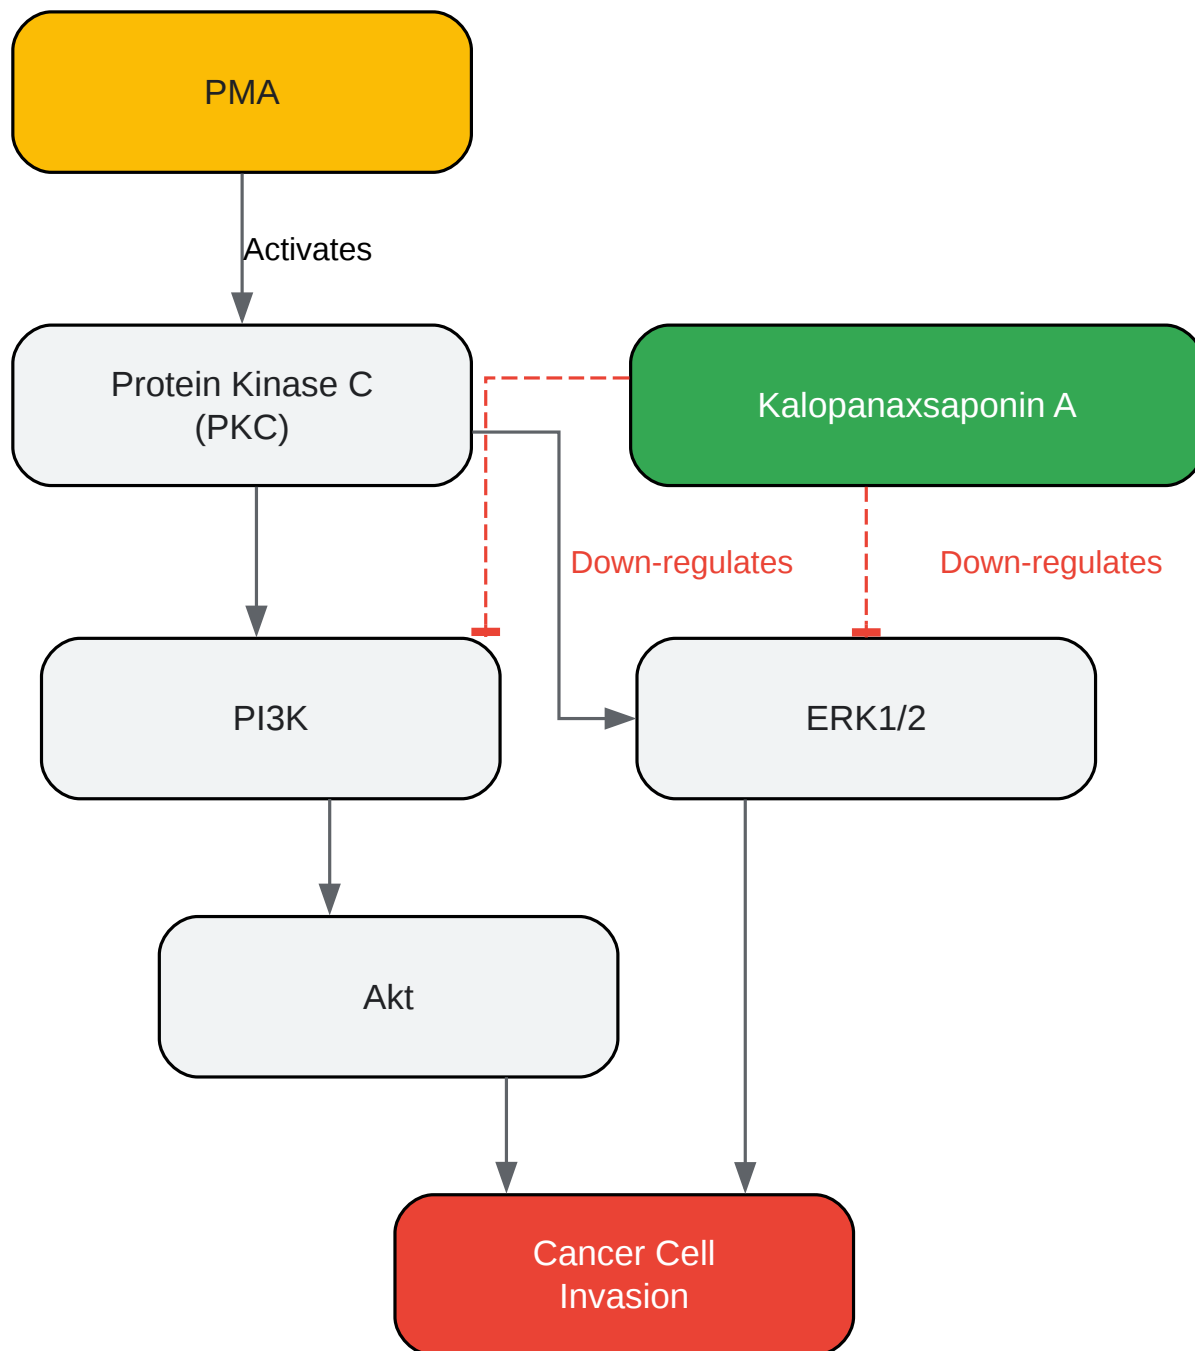 PMA
Activates
Protein Kinase C
(PKC)
Kalopanaxsaponin A
Down-regulates
Down-regulates
PI3K
ERK1/2
Akt
Cancer Cell
Invasion